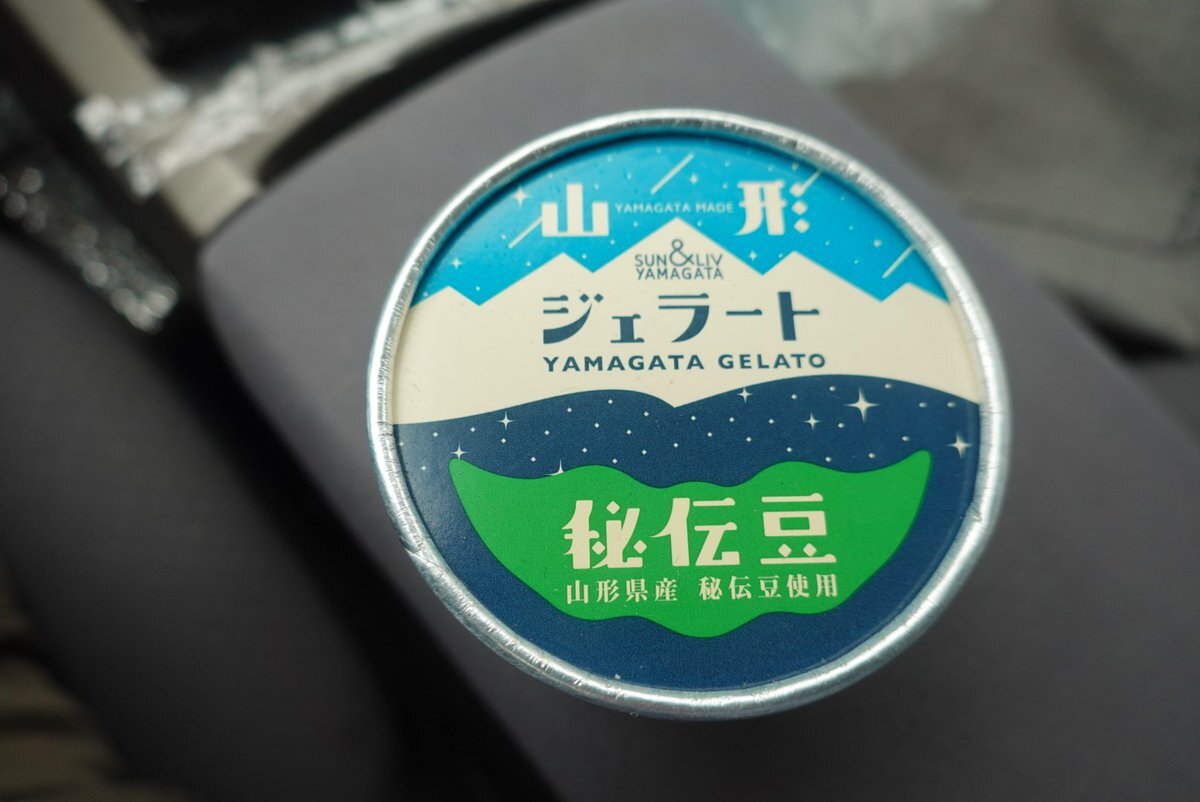 山 YAMAGATA MADE 形
SUN&LIV
YAMAGATA
ジェラート
YAMAGATA GELATO
秘伝豆
山形県産 秘伝豆使用